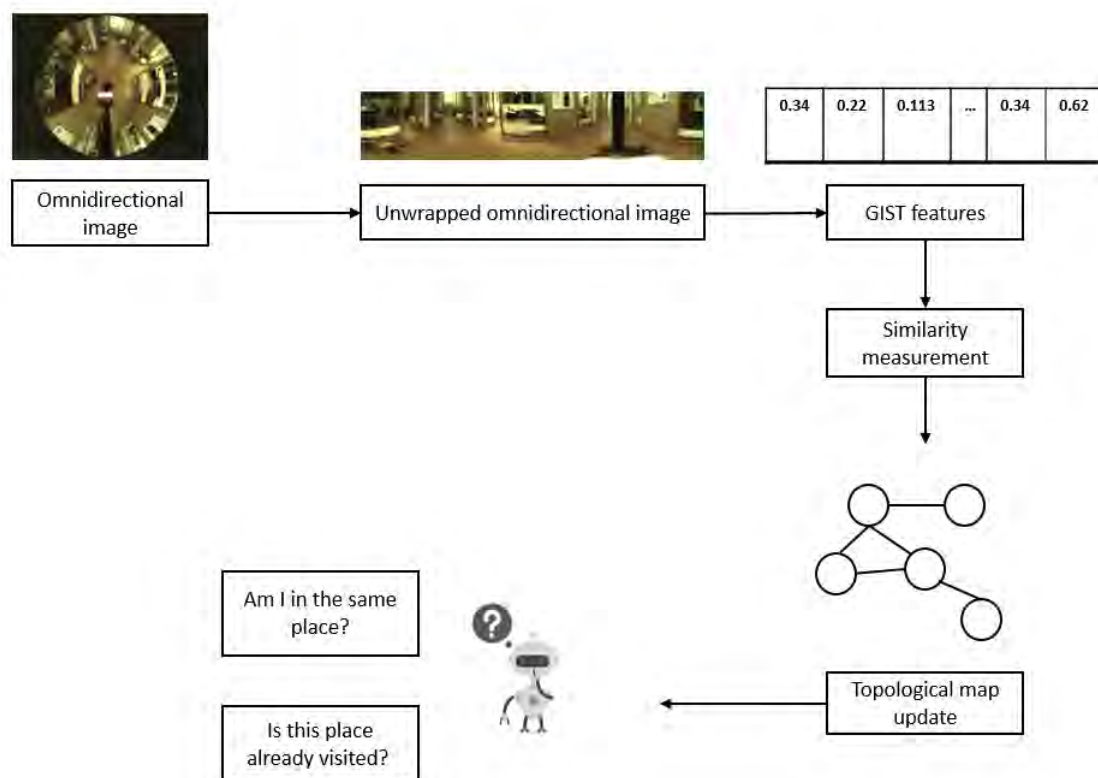 0.34 0.22 0.113 ... 0.34 0.62
Omnidirectional
image
Unwrapped omnidirectional image
GIST features
Similarity
measurement
Am I in the same
place?
?
Topological map
update
Is this place
already visited?